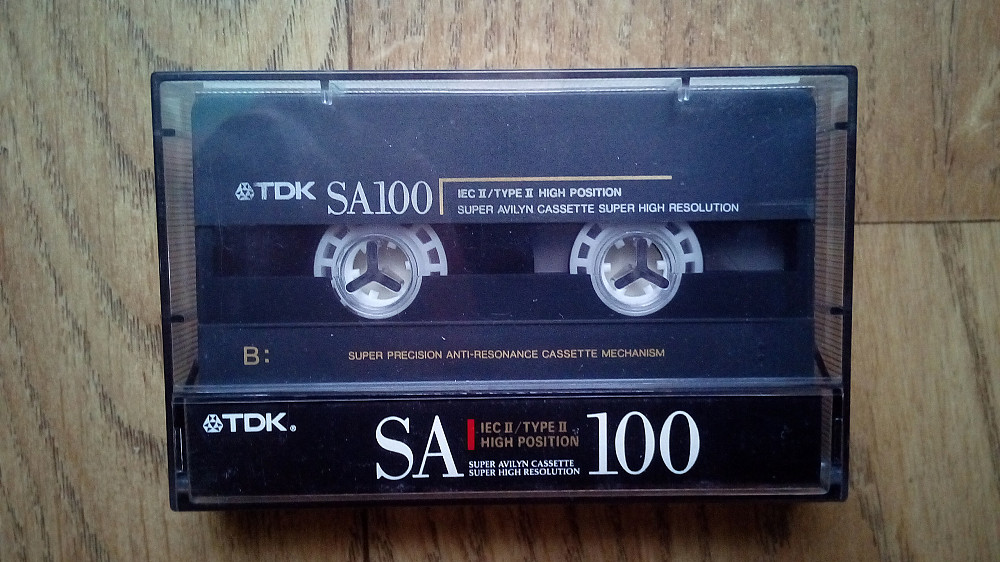 TDK SA100 IEC II/TYPE II HIGH POSITION
SUPER AVILYN CASSETTE SUPER HIGH RESOLUTION
B: SUPER PRECISION ANTI-RESONANCE CASSETTE MECHANISM
TDK® SA IEC II/TYPE II 100
HIGH POSITION
SUPER AVILYN CASSETTE
SUPER HIGH RESOLUTION